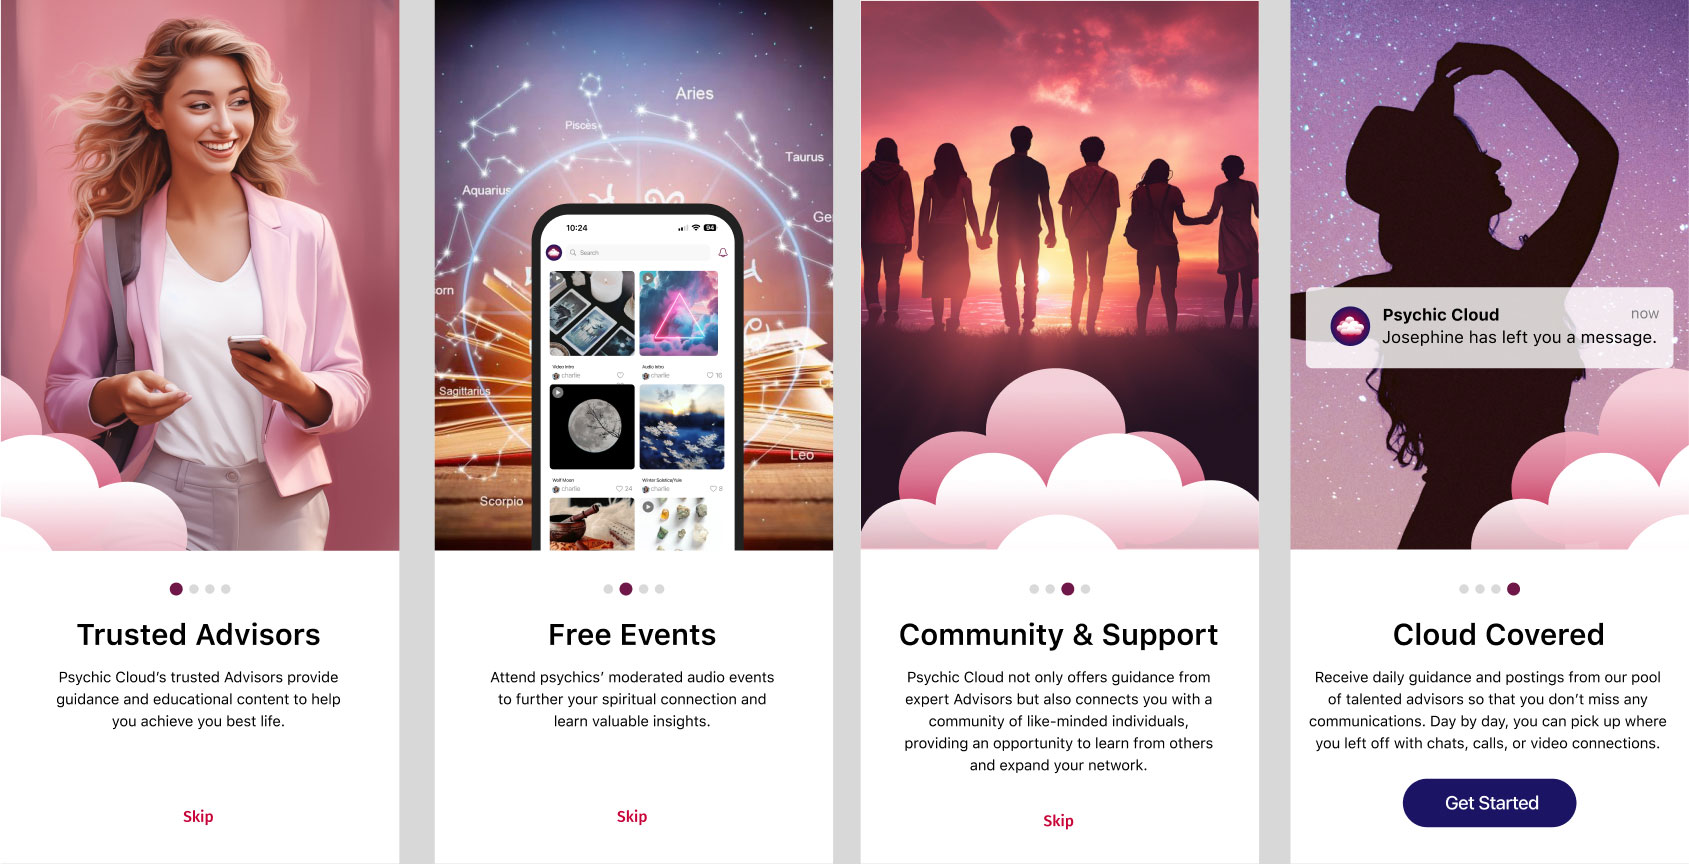 Trusted Advisors
Psychic Cloud’s trusted Advisors provide
guidance and educational content to help
you achieve you best life.
Skip
Aries
Pisces
Taurus
Aquarius
Ge
orn
Sagittarius
Leo
Scorpio
10:24
94
Search
Video Intro
charlie
Audio Intro
charlie
16
Wolf Moon
charlie
24
Winter Solstice/Yule
charlie
8
Free Events
Attend psychics’ moderated audio events
to further your spiritual connection and
learn valuable insights.
Skip
Community & Support
Psychic Cloud not only offers guidance from
expert Advisors but also connects you with a
community of like-minded individuals,
providing an opportunity to learn from others
and expand your network.
Skip
Psychic Cloud
now
Josephine has left you a message.
Cloud Covered
Receive daily guidance and postings from our pool
of talented advisors so that you don’t miss any
communications. Day by day, you can pick up where
you left off with chats, calls, or video connections.
Get Started